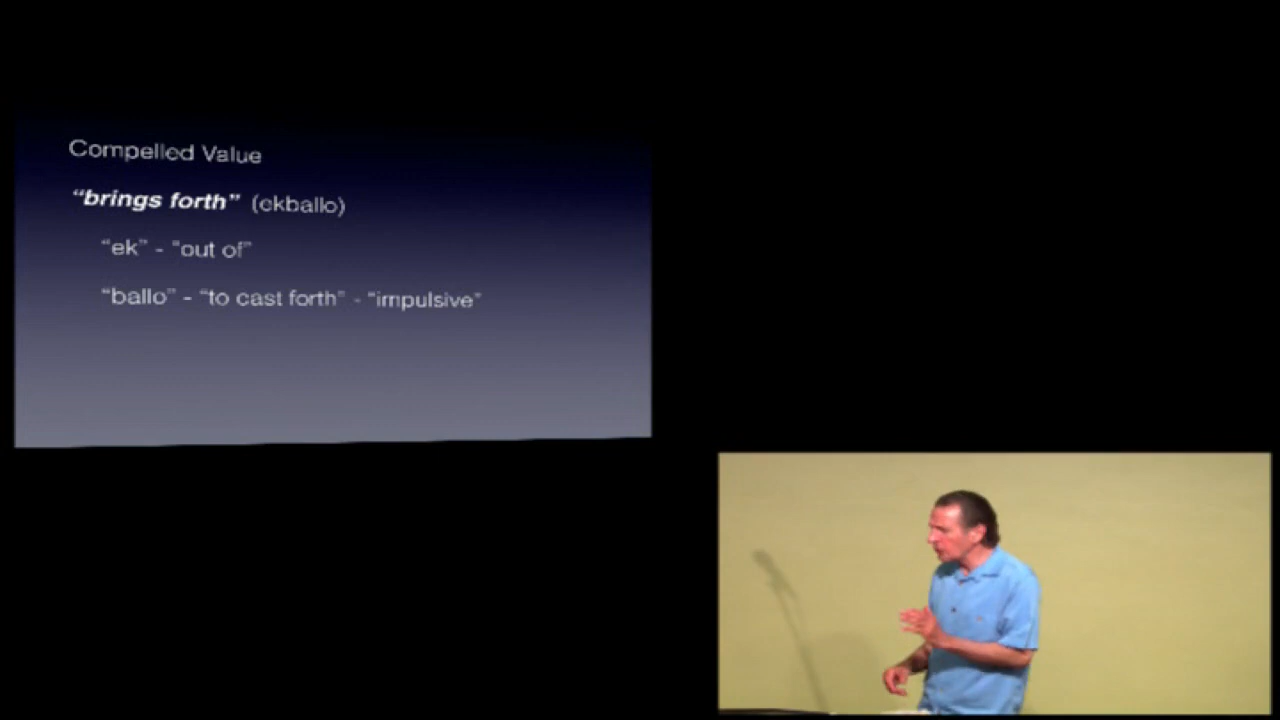 Compelled Value
“brings forth” (ekballo)
“ek” - “out of”
“ballo” - “to cast forth” - “impulsive”